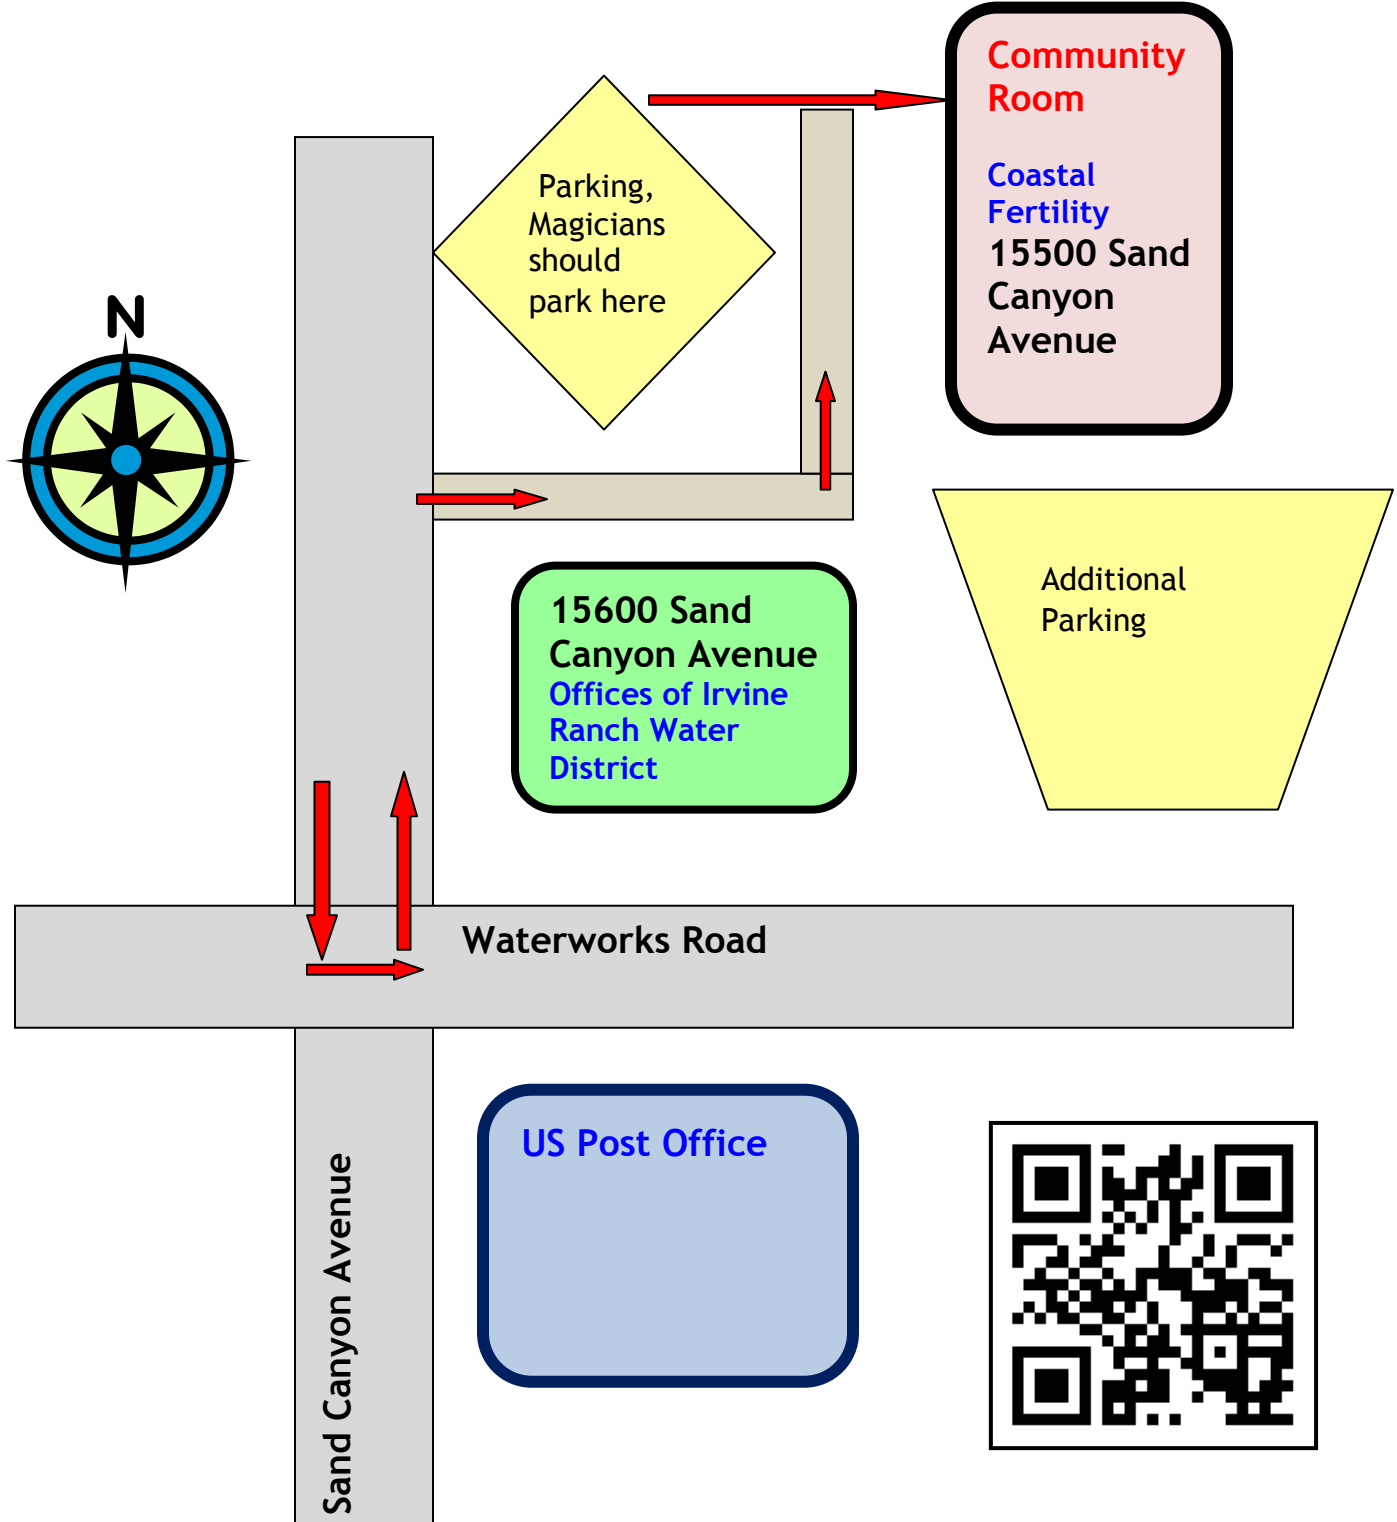 Community
Room
Coastal
Fertility
15500 Sand
Canyon
Avenue
Parking,
Magicians
should
park here
N
Additional
Parking
15600 Sand
Canyon Avenue
Offices of Irvine
Ranch Water
District
Waterworks Road
US Post Office
Sand Canyon Avenue